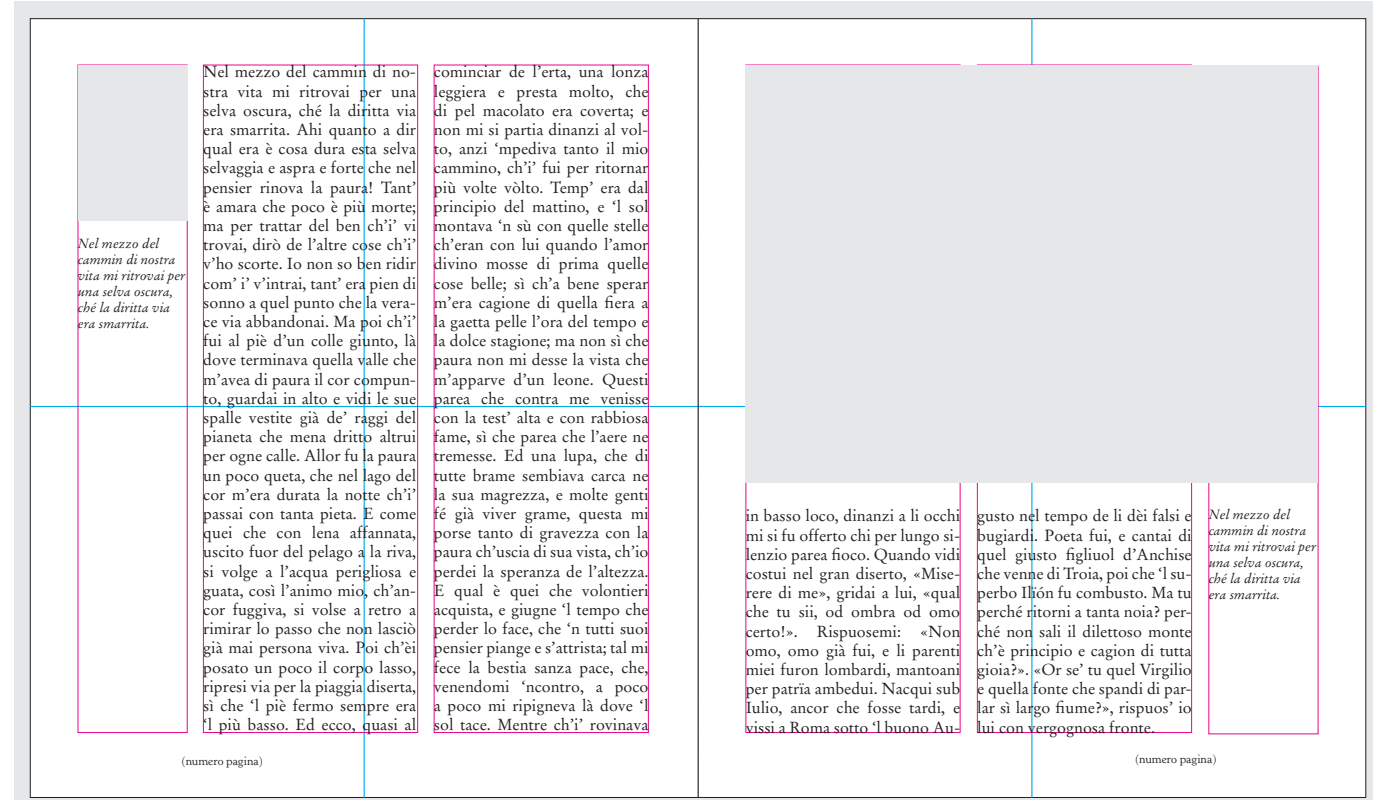 Nel mezzo del
cammin di nostra
vita mi ritrovai per
una selva oscura,
ché la diritta via
era smarrita.
Nel mezzo del cammin di no-
stra vita mi ritrovai per una
selva oscura, ché la diritta via
era smarrita. Ahi quanto a dir
qual era è cosa dura esta selva
selvaggia e aspra e forte che nel
pensier rinova la paura! Tant’
è amara che poco è più morte;
ma per trattar del ben ch’i’ vi
trovai, dirò de l’altre cose ch’i’
v’ho scorte. Io non so ben ridir
com’ i’ v’intrai, tant’ era pien di
sonno a quel punto che la vera-
ce via abbandonai. Ma poi ch’i’
fui al piè d’un colle giunto, là
dove terminava quella valle che
m’avea di paura il cor compun-
to, guardai in alto e vidi le sue
spalle vestite già de’ raggi del
pianeta che mena dritto altrui
per ogne calle. Allor fu la paura
un poco queta, che nel lago del
cor m’era durata la notte ch’i’
passai con tanta pieta. E come
quei che con lena affannata,
uscito fuor del pelago a la riva,
si volge a l’acqua perigliosa e
guata, così l’animo mio, ch’an-
cor fuggiva, si volse a retro a
rimirar lo passo che non lasciò
già mai persona viva. Poi ch’èi
posato un poco il corpo lasso,
ripresi via per la piaggia diserta,
sì che ‘l piè fermo sempre era
‘l più basso. Ed ecco, quasi al
cominciar de l’erta, una lonza
leggiera e presta molto, che
di pel macolato era coverta; e
non mi si partia dinanzi al vol-
to, anzi ‘mpediva tanto il mio
cammino, ch’i’ fui per ritornar
più volte vòlto. Temp’ era dal
principio del mattino, e ‘l sol
montava ‘n sù con quelle stelle
ch’eran con lui quando l’amor
divino mosse di prima quelle
cose belle; sì ch’a bene sperar
m’era cagione di quella fiera a
la gaetta pelle l’ora del tempo e
la dolce stagione; ma non sì che
paura non mi desse la vista che
m’apparve d’un leone. Questi
parea che contra me venisse
con la test’ alta e con rabbiosa
fame, sì che parea che l’aere ne
tremesse. Ed una lupa, che di
tutte brame sembiava carca ne
la sua magrezza, e molte genti
fé già viver grame, questa mi
porse tanto di gravezza con la
paura ch’uscia di sua vista, ch’io
perdei la speranza de l’altezza.
E qual è quei che volontieri
acquista, e giugne ‘l tempo che
perder lo face, che ‘n tutti suoi
pensier piange e s’attrista; tal mi
fece la bestia sanza pace, che,
venendomi ‘ncontro, a poco
a poco mi ripigneva là dove ‘l
sol tace. Mentre ch’i’ rovinava
(numero pagina)
in basso loco, dinanzi a li occhi
mi si fu offerto chi per lungo si-
lenzio parea fioco. Quando vidi
costui nel gran diserto, «Mise-
rere di me», gridai a lui, «qual
che tu sii, od ombra od omo
certo!». Rispuosemi: «Non
omo, omo già fui, e li parenti
miei furon lombardi, mantoani
per patrïa ambedui. Nacqui sub
Iulio, ancor che fosse tardi, e
vissi a Roma sotto ‘l buono Au-
gusto nel tempo de li dèi falsi e
bugiardi. Poeta fui, e cantai di
quel giusto figliuol d’Anchise
che venne di Troia, poi che ‘l su-
perbo Ilïón fu combusto. Ma tu
perché ritorni a tanta noia? per-
ché non sali il dilettoso monte
ch’è principio e cagion di tutta
gioia?». «Or se’ tu quel Virgilio
e quella fonte che spandi di par-
lar sì largo fiume?», rispuos’ io
lui con vergognosa fronte.
Nel mezzo del
cammin di nostra
vita mi ritrovai per
una selva oscura,
ché la diritta via
era smarrita.
(numero pagina)